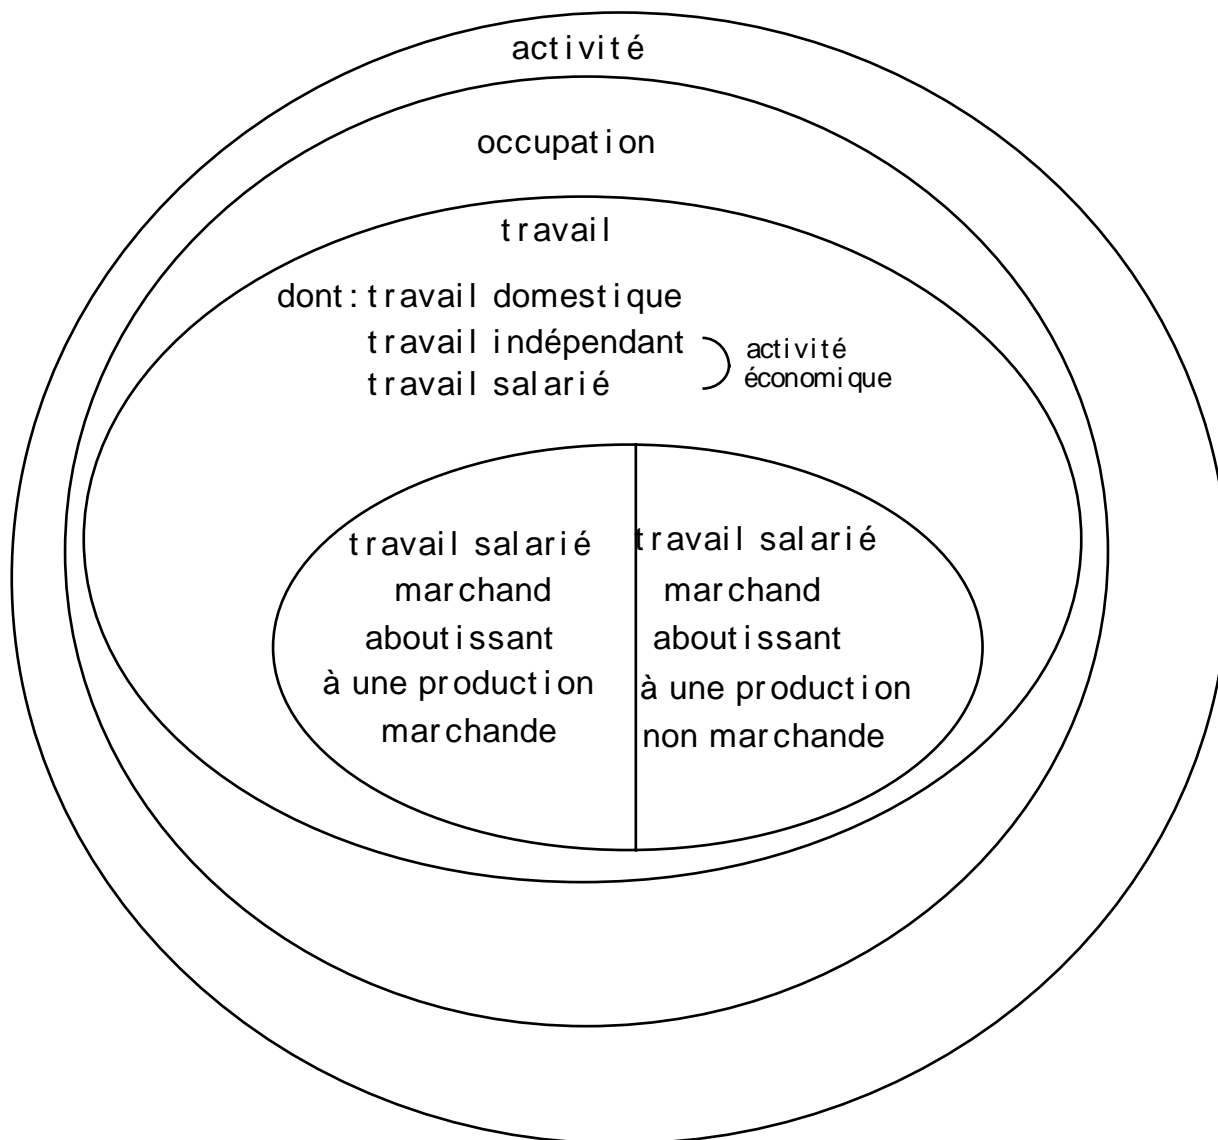 activité
occupation
travail
dont: travail domestique
travail indépendant
travail salarié
activité
économique
travail salarié
marchand
aboutissant
à une production
marchande
travail salarié
marchand
aboutissant
à une production
non marchande